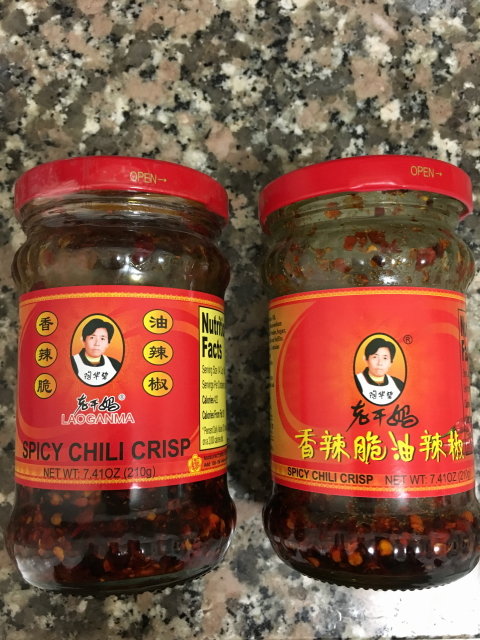 OPEN→
香辣脆
油辣椒
陶华碧
老干妈®
LAOGANMA
SPICY CHILI CRISP
NET WT: 7.41OZ (210g)
Nutrition
Facts
OPEN→
®
陶华碧
老干妈
香辣脆油辣椒
SPICY CHILI CRISP NET WT: 7.41OZ (210g)